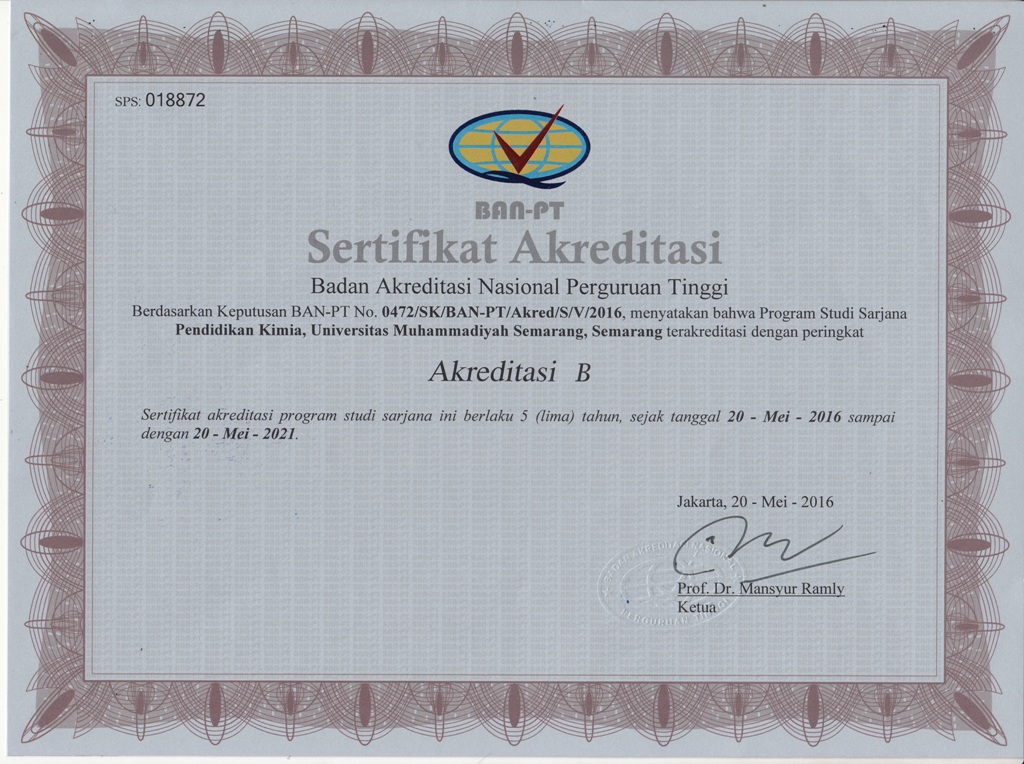 SPS: 018872
BAN-PT
Sertifikat Akreditasi
Badan Akreditasi Nasional Perguruan Tinggi
Berdasarkan Keputusan BAN-PT No. 0472/SK/BAN-PT/Akred/S/V/2016, menyatakan bahwa Program Studi Sarjana
Pendidikan Kimia, Universitas Muhammadiyah Semarang, Semarang terakreditasi dengan peringkat
Akreditasi B
Sertifikat akreditasi program studi sarjana ini berlaku 5 (lima) tahun, sejak tanggal 20 - Mei - 2016 sampai
dengan 20 - Mei - 2021.
Jakarta, 20 - Mei - 2016
Prof. Dr. Mansyur Ramly
Ketua